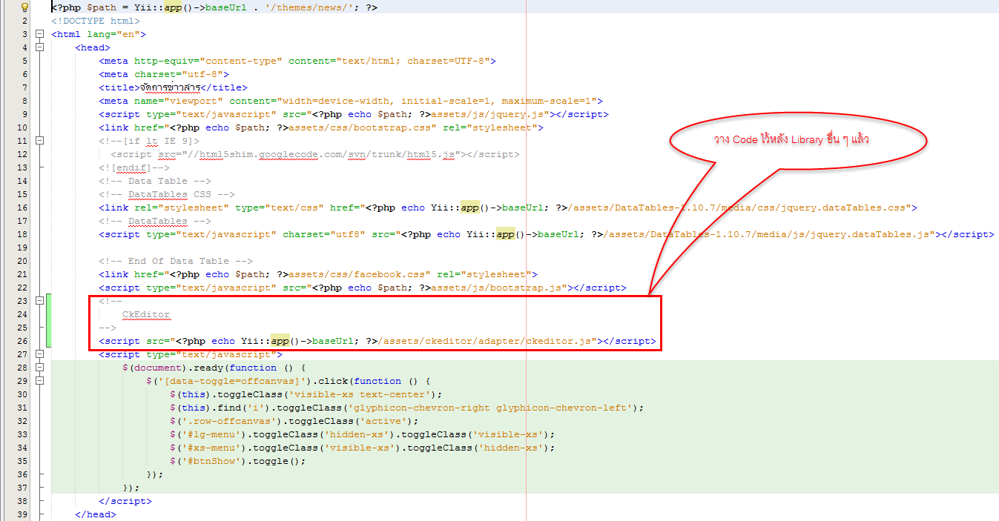 1 <?php $path = Yii::app()->baseUrl . '/themes/news/'; ?>
2 <!DOCTYPE html>
3 <html lang="en">
4 <head>
5 <meta http-equiv="content-type" content="text/html; charset=UTF-8">
6 <meta charset="utf-8">
7 <title>จัดการข่าวสาร</title>
8 <meta name="viewport" content="width=device-width, initial-scale=1, maximum-scale=1">
9 <script type="text/javascript" src="<?php echo $path; ?>assets/js/jquery.js"></script>
10 <link href="<?php echo $path; ?>assets/css/bootstrap.css" rel="stylesheet">
11 <!--[if lt IE 9]>
12 <script src="//html5shim.googlecode.com/svn/trunk/html5.js"></script>
13 <![endif]-->
14 <!-- Data Table -->
15 <!-- DataTables CSS -->
16 <link rel="stylesheet" type="text/css" href="<?php echo Yii::app()->baseUrl; ?>/assets/DataTables-1.10.7/media/css/jquery.dataTables.css">
17 <!-- DataTables -->
18 <script type="text/javascript" charset="utf8" src="<?php echo Yii::app()->baseUrl; ?>/assets/DataTables-1.10.7/media/js/jquery.dataTables.js"></script>
19
20 <!-- End Of Data Table -->
21 <link href="<?php echo $path; ?>assets/css/facebook.css" rel="stylesheet">
22 <script type="text/javascript" src="<?php echo $path; ?>assets/js/bootstrap.js"></script>
23 <!--
24 CkEditor
25 -->
26 <script src="<?php echo Yii::app()->baseUrl; ?>/assets/ckeditor/adapter/ckeditor.js"></script>
27 <script type="text/javascript">
28 $(document).ready(function () {
29 $('[data-toggle=offcanvas]').click(function () {
30 $(this).toggleClass('visible-xs text-center');
31 $(this).find('i').toggleClass('glyphicon-chevron-right glyphicon-chevron-left');
32 $('.row-offcanvas').toggleClass('active');
33 $('#lg-menu').toggleClass('hidden-xs').toggleClass('visible-xs');
34 $('#xs-menu').toggleClass('visible-xs').toggleClass('hidden-xs');
35 $('#btnShow').toggle();
36 });
37 });
38 </script>
39 </head>
วาง Code ไว้หลัง Library อื่น ๆ แล้ว